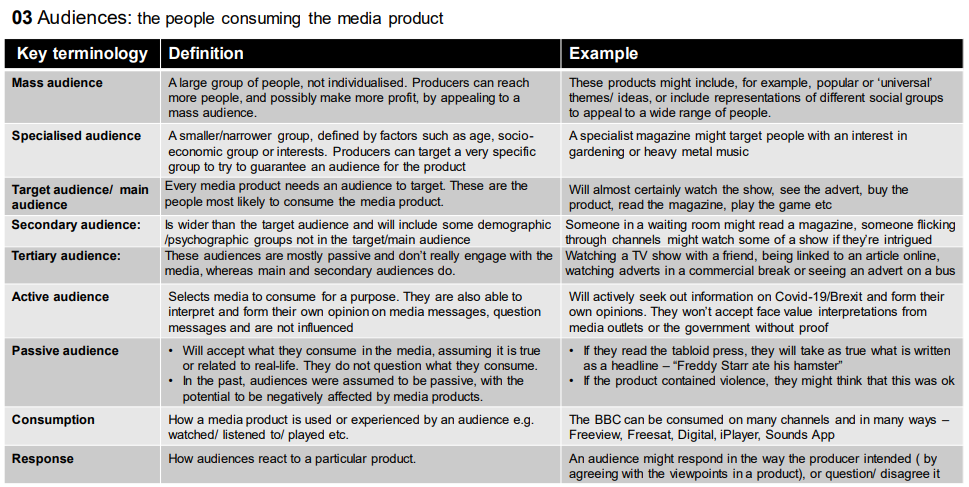 03 Audiences: the people consuming the media product
Key terminology Definition Example
Mass audience
A large group of people, not individualised. Producers can reach
more people, and possibly make more profit, by appealing to a
mass audience.
These products might include, for example, popular or ‘universal’
themes/ ideas, or include representations of different social groups
to appeal to a wide range of people.
Specialised audience
A smaller/narrower group, defined by factors such as age, socio-
economic group or interests. Producers can target a very specific
group to try to guarantee an audience for the product
A specialist magazine might target people with an interest in
gardening or heavy metal music
Target audience/ main
audience
Every media product needs an audience to target. These are the
people most likely to consume the media product.
Will almost certainly watch the show, see the advert, buy the
product, read the magazine, play the game etc
Secondary audience:
Is wider than the target audience and will include some demographic
/psychographic groups not in the target/main audience
Someone in a waiting room might read a magazine, someone flicking
through channels might watch some of a show if they’re intrigued
Tertiary audience:
These audiences are mostly passive and don’t really engage with the
media, whereas main and secondary audiences do.
Watching a TV show with a friend, being linked to an article online,
watching adverts in a commercial break or seeing an advert on a bus
Active audience
Selects media to consume for a purpose. They are also able to
interpret and form their own opinion on media messages, question
messages and are not influenced
Will actively seek out information on Covid-19/Brexit and form their
own opinions. They won’t accept face value interpretations from
media outlets or the government without proof
Passive audience
• Will accept what they consume in the media, assuming it is true
or related to real-life. They do not question what they consume.
• In the past, audiences were assumed to be passive, with the
potential to be negatively affected by media products.
• If they read the tabloid press, they will take as true what is written
as a headline – “Freddy Starr ate his hamster”
• If the product contained violence, they might think that this was ok
Consumption
How a media product is used or experienced by an audience e.g.
watched/ listened to/ played etc.
The BBC can be consumed on many channels and in many ways –
Freeview, Freesat, Digital, iPlayer, Sounds App
Response
How audiences react to a particular product.
An audience might respond in the way the producer intended ( by
agreeing with the viewpoints in a product), or question/ disagree it